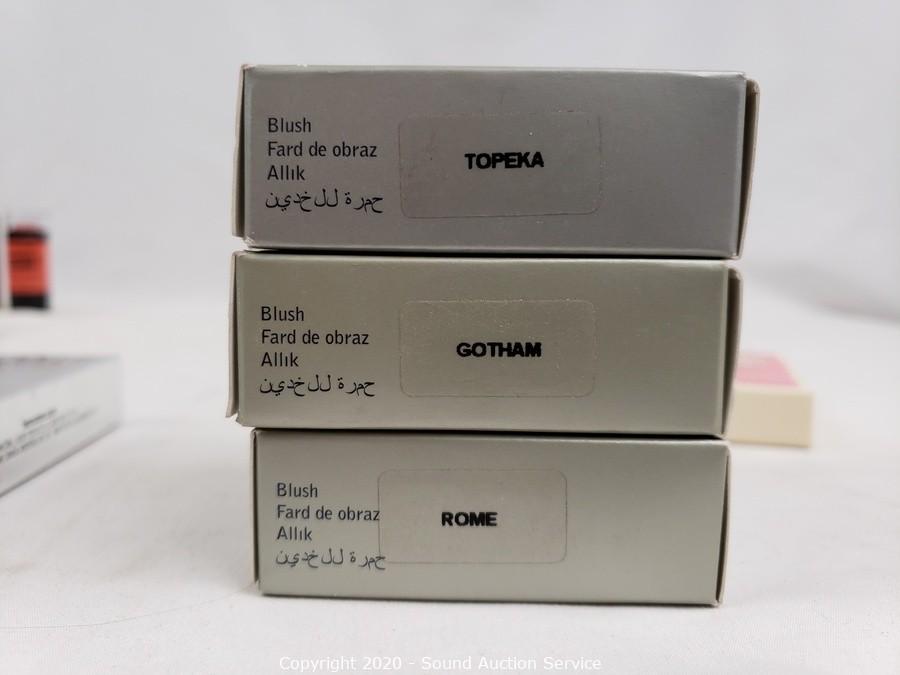 Blush
Fard de obraz
Allık
حمرة للخدين
TOPEKA
Blush
Fard de obraz
Allık
حمرة للخدين
GOTHAM
Blush
Fard de obraz
Allık
حمرة للخدين
ROME
Copyright 2020 - Sound Auction Service